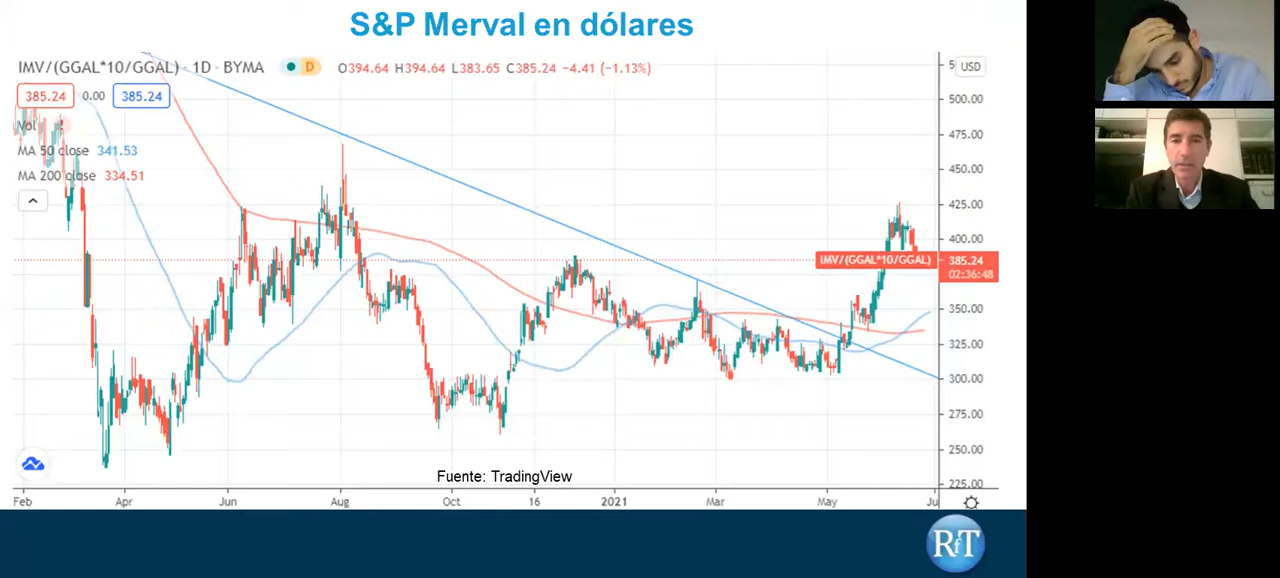 S&P Merval en dólares
IMV/(GGAL*10/GGAL) · 1D · BYMA D O394.64 H394.64 L383.65 C385.24 −4.41 (−1.13%)
USD
385.24 0.00 385.24
500.00
Vol
475.00
MA 50 close 341.53
450.00
MA 200 close 334.51
425.00
400.00
IMV/(GGAL*10/GGAL) 385.24
02:36:48
350.00
325.00
300.00
275.00
250.00
Fuente: TradingView
225.00
Feb Apr Jun Aug Oct 16 2021 Mar May Ju
RfT